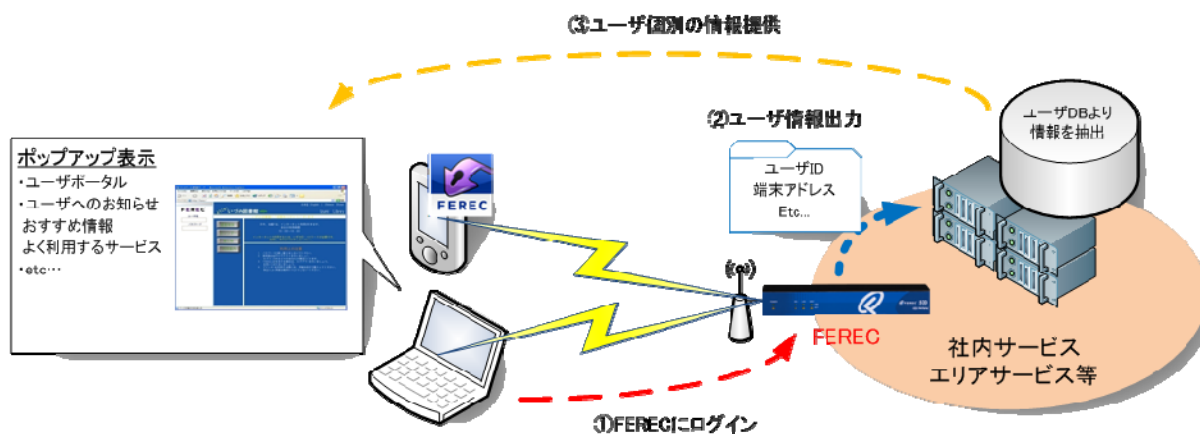 ③ユーザ個別の情報提供
②ユーザ情報出力
ユーザDBより
情報を抽出
ユーザID
端末アドレス
Etc...
ポップアップ表示
・ユーザポータル
・ユーザへのお知らせ
おすすめ情報
よく利用するサービス
・etc…
FEREC
FEREC
FEREC
社内サービス
エリアサービス等
①FERECにログイン